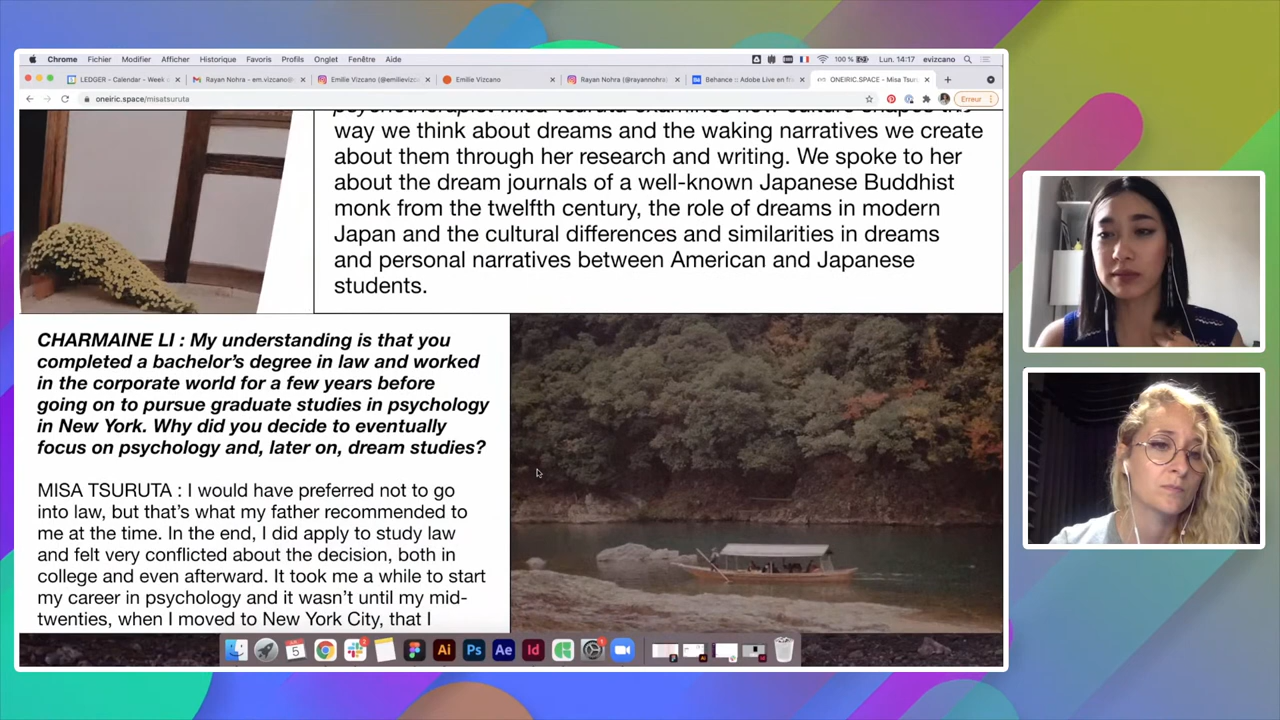 Chrome Fichier Modifier Afficher Historique Favoris Profils Onglet Fenêtre Aide
100 % Lun. 14:17 evizcano
LEDGER - Calendar - Week
Rayan Nohra - em.vizcano@
Emilie Vizcano (@emilievizc
Emilie Vizcano
Rayan Nohra (@rayannohra)
Behance :: Adobe Live en fr
ONEIRIC.SPACE - Misa Tsur
oneiric.space/misatsuruta
Erreur
way we think about dreams and the waking narratives we create
about them through her research and writing. We spoke to her
about the dream journals of a well-known Japanese Buddhist
monk from the twelfth century, the role of dreams in modern
Japan and the cultural differences and similarities in dreams
and personal narratives between American and Japanese
students.
CHARMAINE LI : My understanding is that you
completed a bachelor’s degree in law and worked
in the corporate world for a few years before
going on to pursue graduate studies in psychology
in New York. Why did you decide to eventually
focus on psychology and, later on, dream studies?
MISA TSURUTA : I would have preferred not to go
into law, but that’s what my father recommended to
me at the time. In the end, I did apply to study law
and felt very conflicted about the decision, both in
college and even afterward. It took me a while to start
my career in psychology and it wasn’t until my mid-
twenties, when I moved to New York City, that I
5
Ai Ps Ae Id